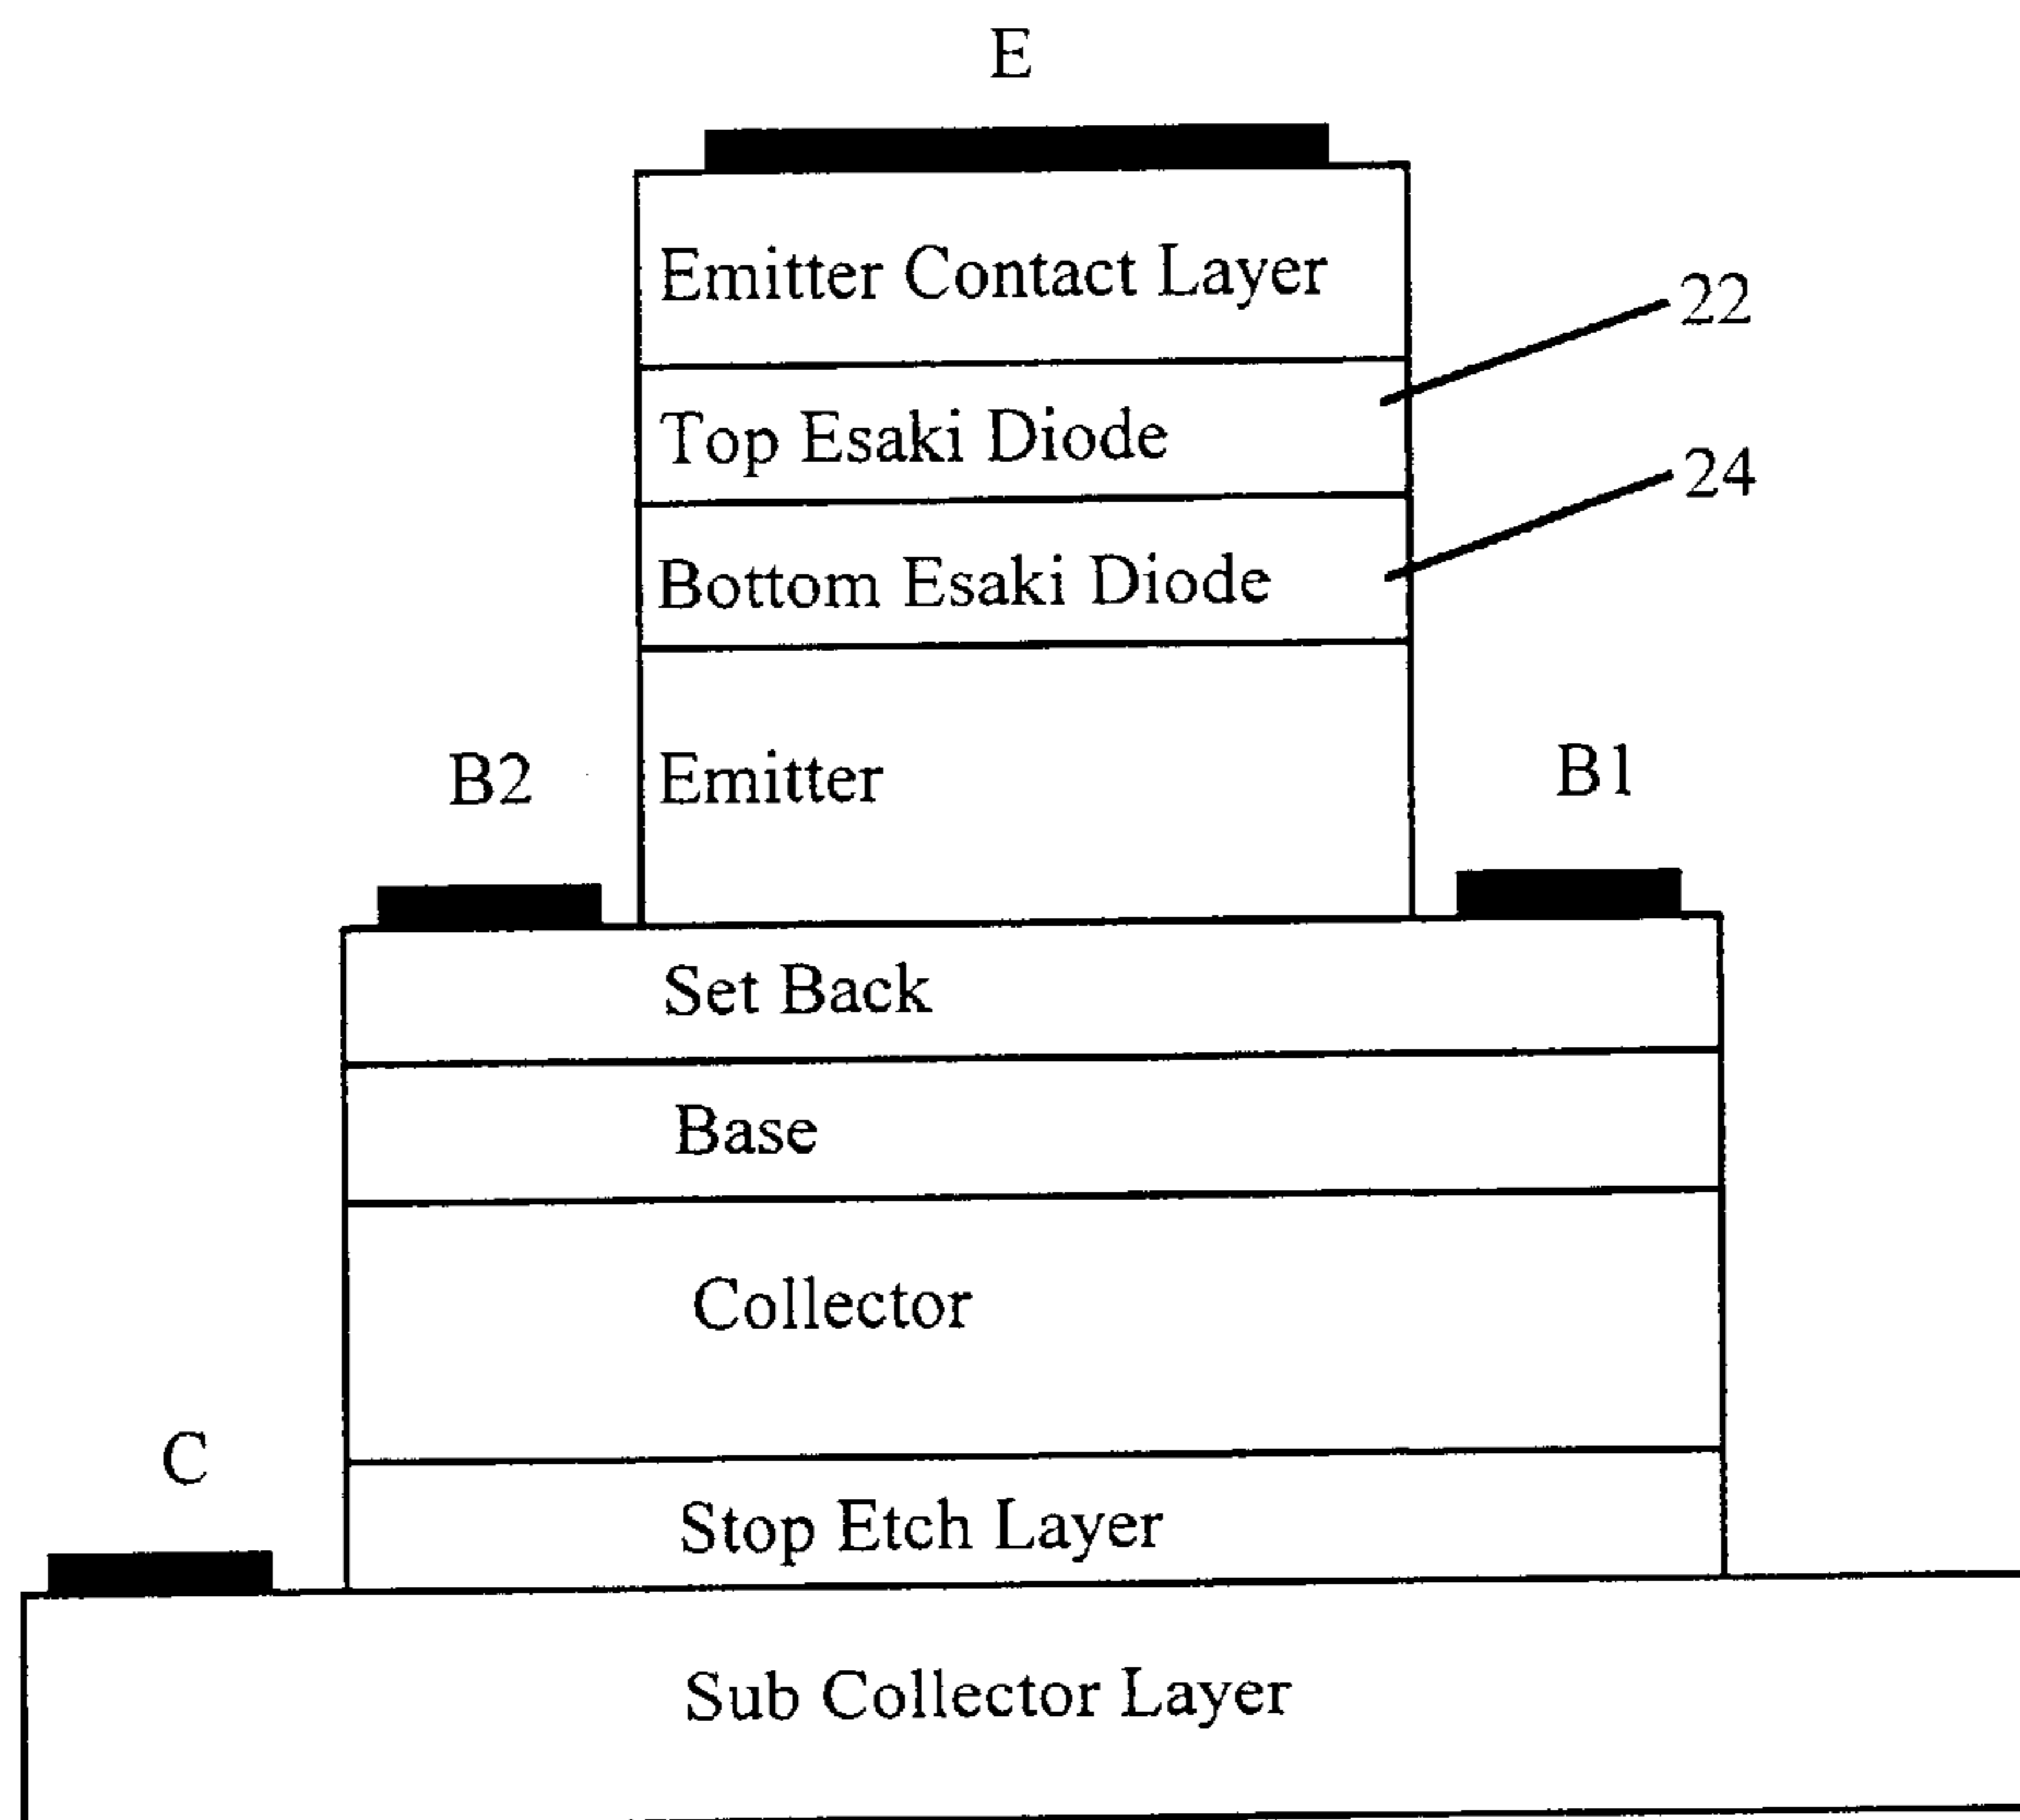 E
Emitter Contact Layer
22
Top Esaki Diode
24
Bottom Esaki Diode
B2
Emitter
B1
Set Back
Base
Collector
C
Stop Etch Layer
Sub Collector Layer